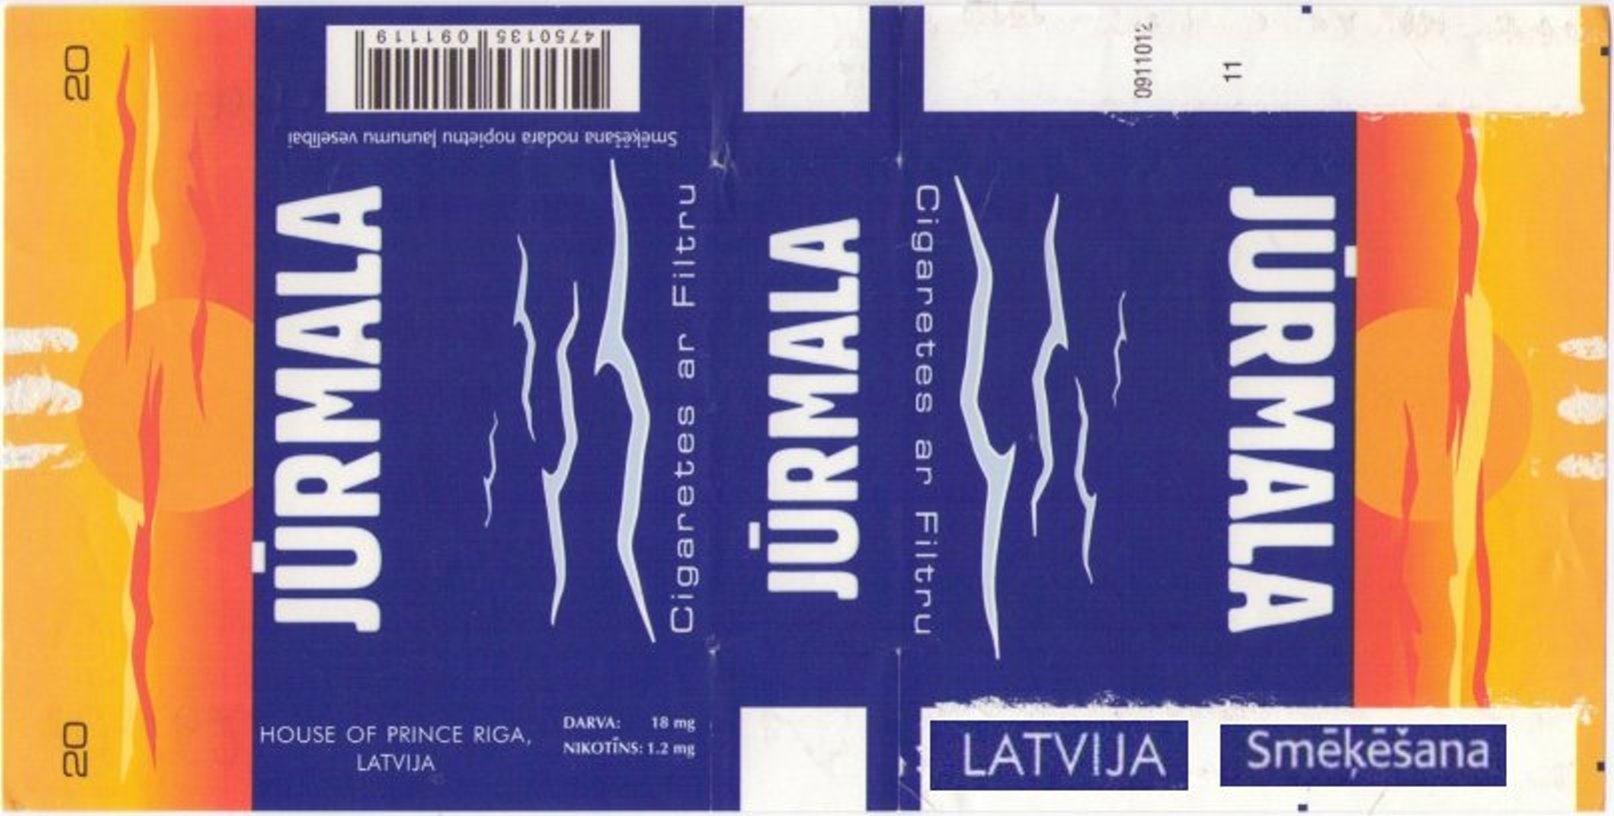 20
20
4750135 091119
Smēķēšana nodara nopietnu ļaunumu veselībai
JŪRMALA
Cigaretes ar Filtru
HOUSE OF PRINCE RIGA,
LATVIJA
DARVA: 18 mg
NIKOTĪNS: 1.2 mg
JŪRMALA
Cigaretes ar Filtru
JŪRMALA
0911012
11
LATVIJA
Smēķēšana